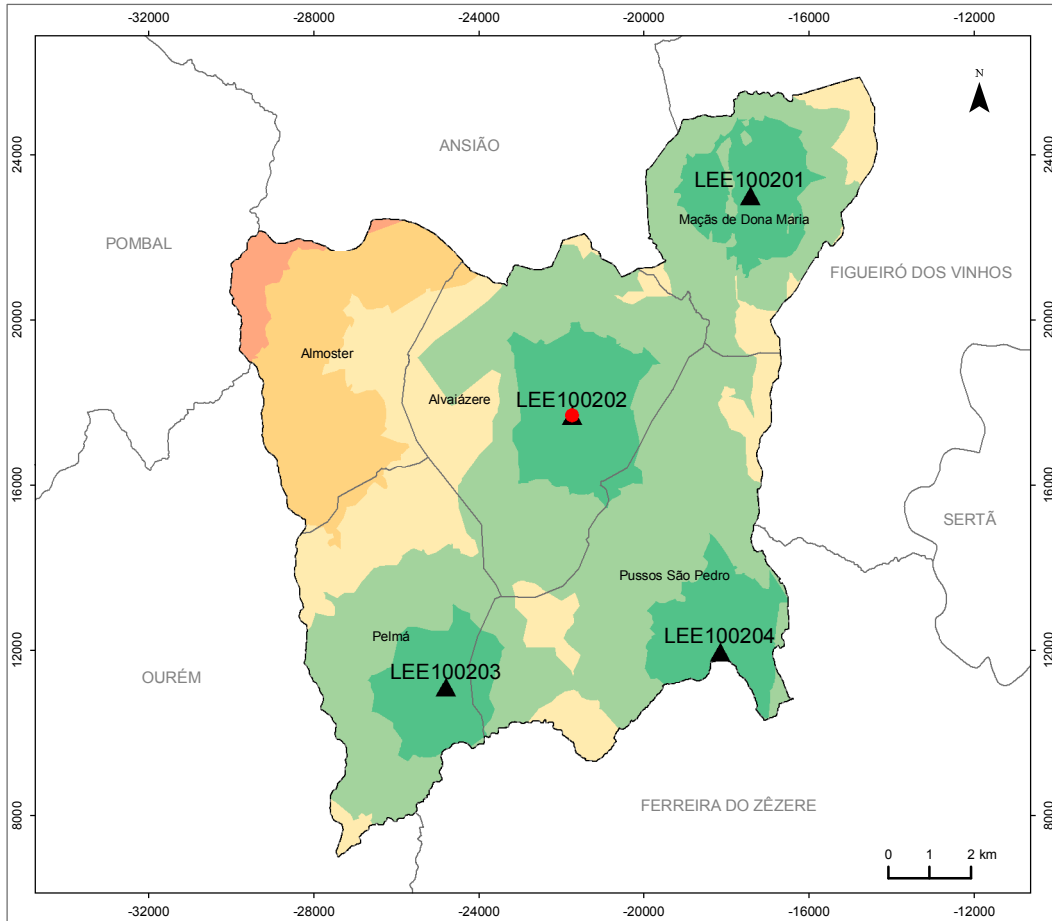 -32000 -28000 -24000 -20000 -16000 -12000
N
24000 24000
ANSIÃO
LEE100201
Maçãs de Dona Maria
POMBAL
FIGUEIRÓ DOS VINHOS
20000 20000
Almoster
Alvaiázere
LEE100202
16000 16000
SERTÃ
Pussos São Pedro
Pelmá
LEE100204
12000 12000
LEE100203
OURÉM
8000 8000
FERREIRA DO ZÊZERE
0 1 2 km
-32000 -28000 -24000 -20000 -16000 -12000